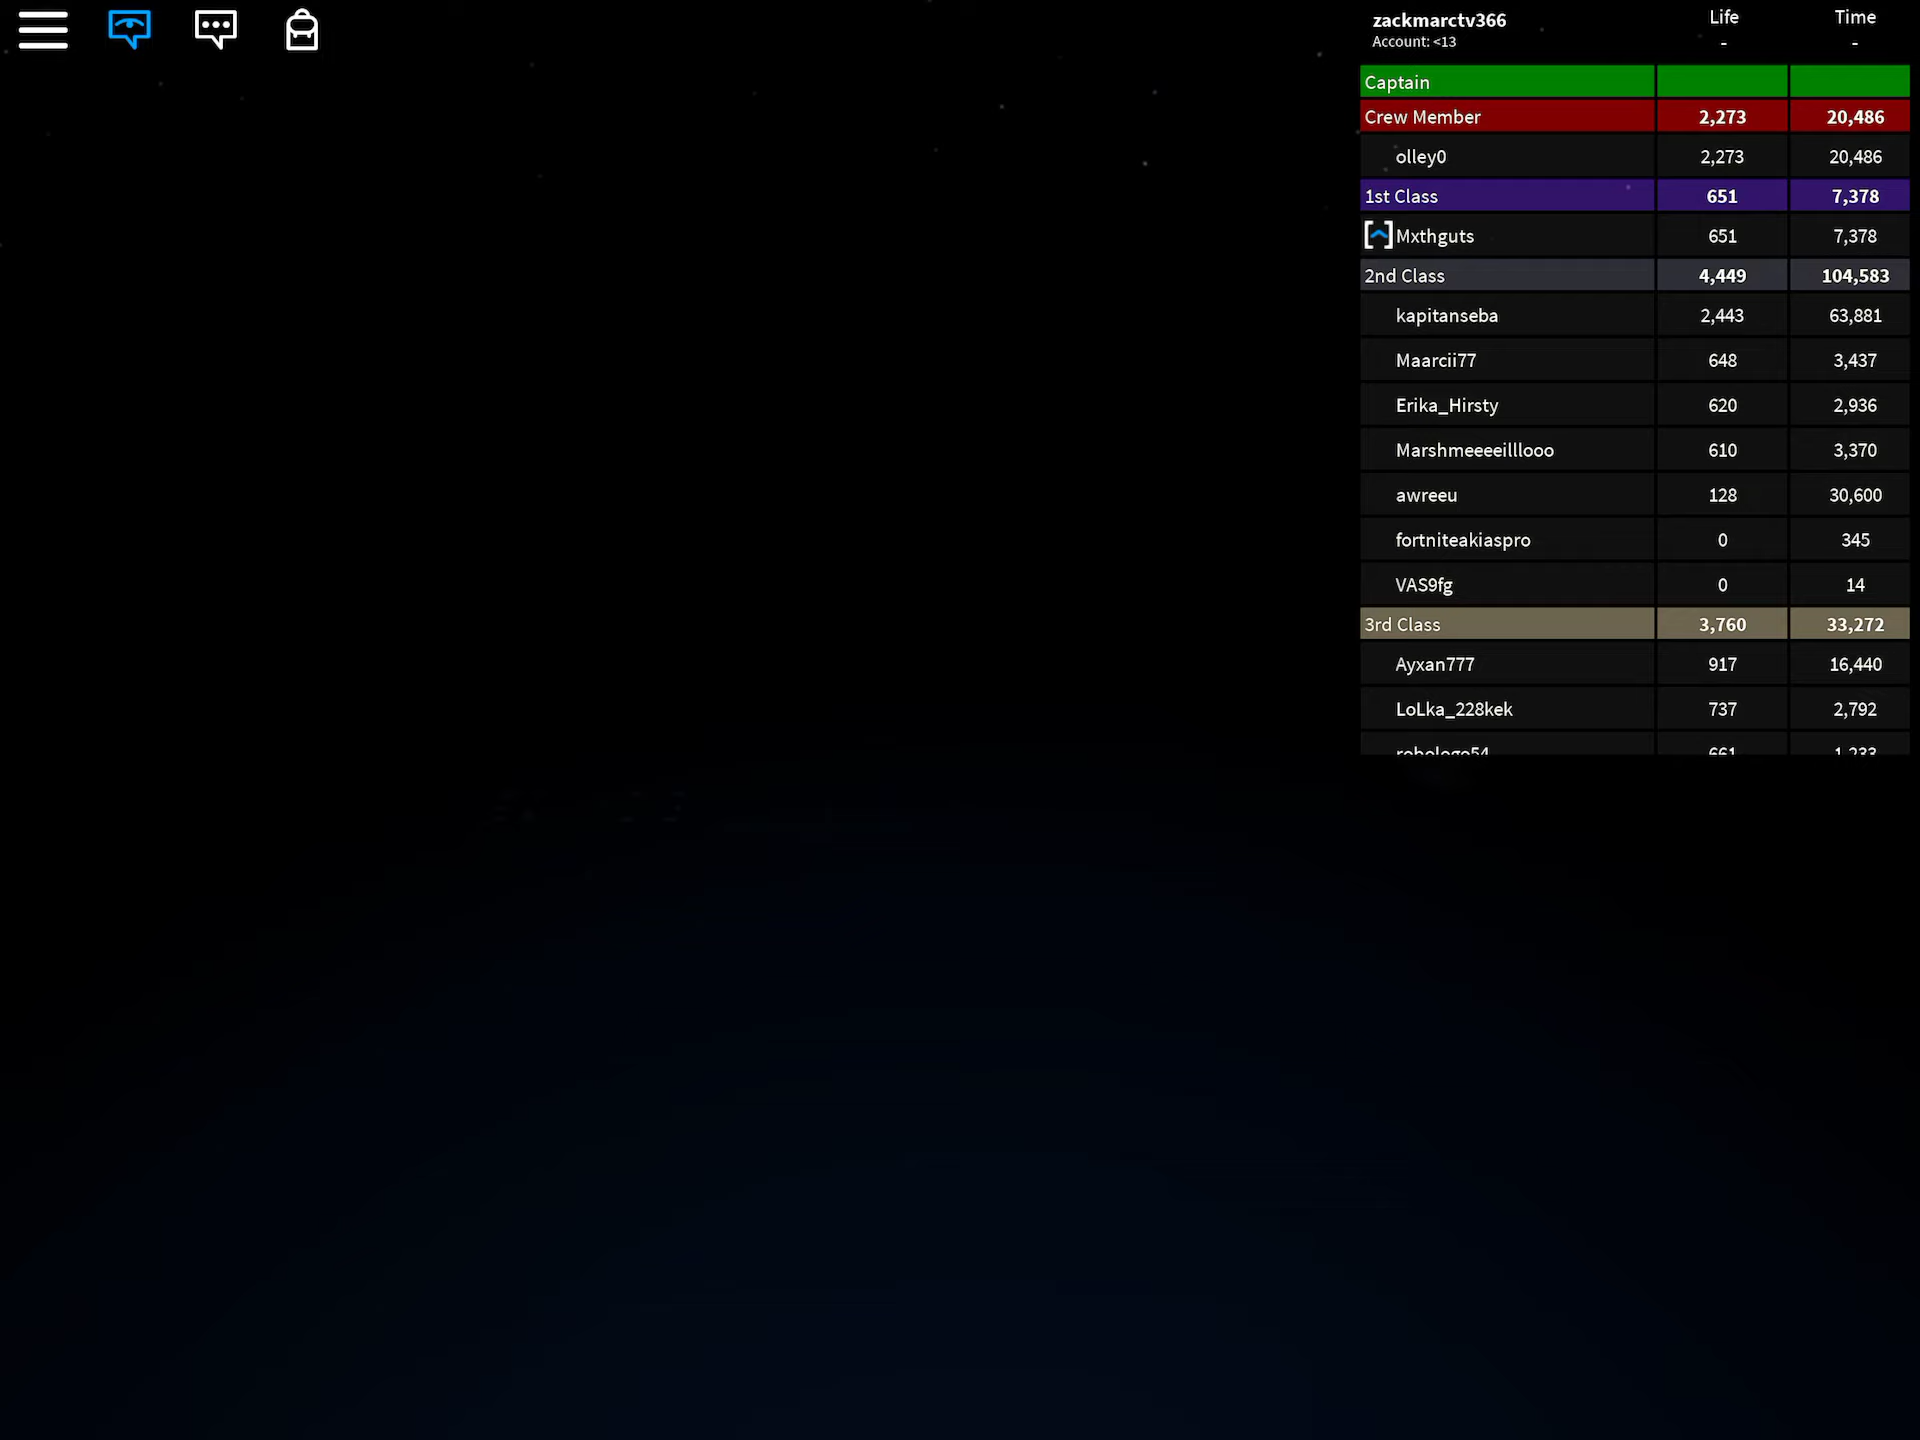 zackmarctv366 Life Time
Account: <13 - -
Captain
Crew Member 2,273 20,486
olley0 2,273 20,486
1st Class 651 7,378
Mxthguts 651 7,378
2nd Class 4,449 104,583
kapitanseba 2,443 63,881
Maarcii77 648 3,437
Erika_Hirsty 620 2,936
Marshmeeeeilllooo 610 3,370
awreeu 128 30,600
fortniteakiaspro 0 345
VAS9fg 0 14
3rd Class 3,760 33,272
Ayxan777 917 16,440
LoLka_228kek 737 2,792
661 1,233